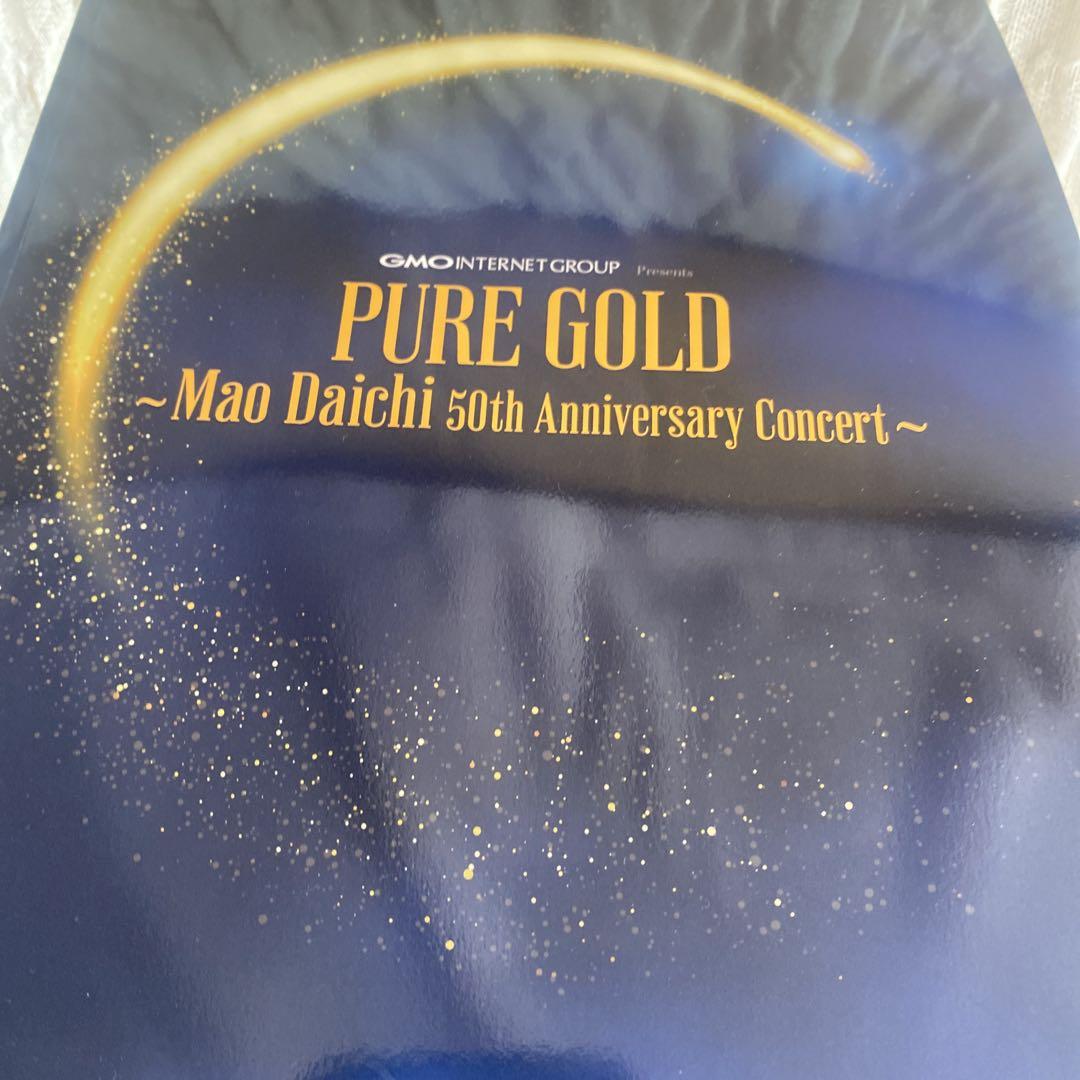 GMO INTERNET GROUP Presents
PURE GOLD
~Mao Daichi 50th Anniversary Concert~